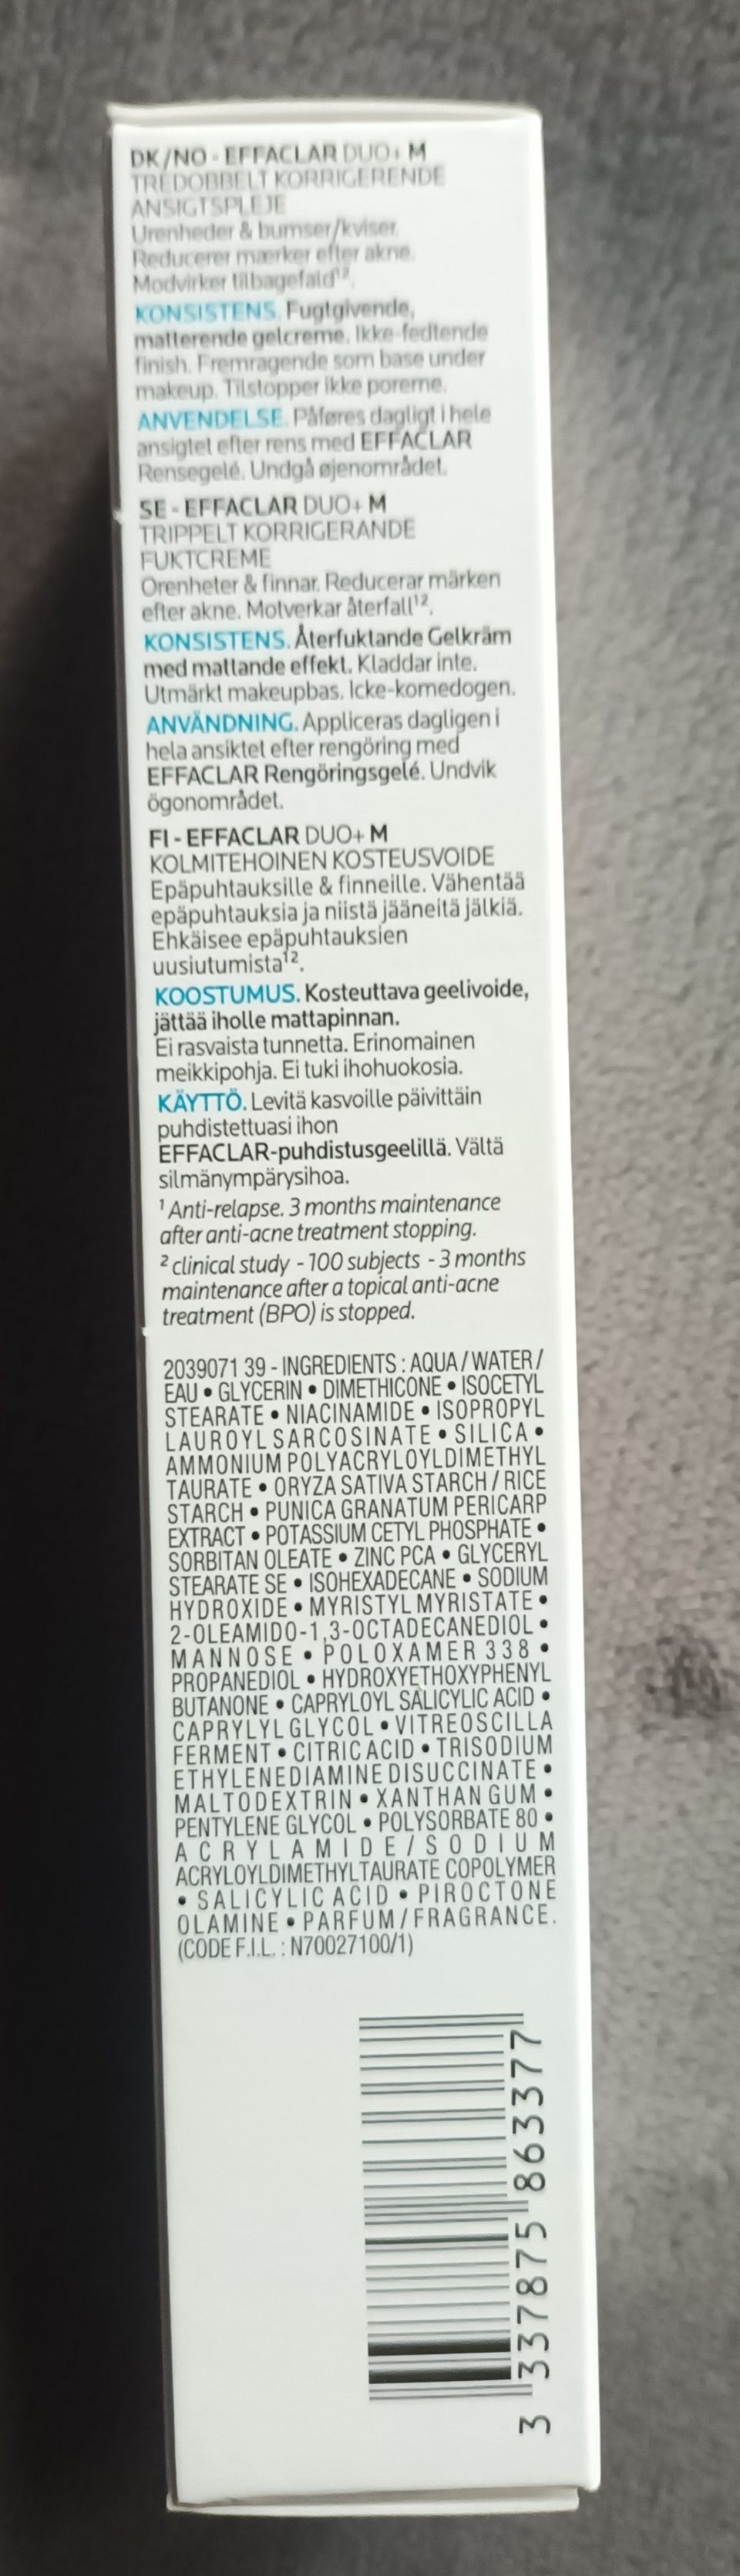 DK/NO - EFFACLAR DUO+ M
TREDOBBELT KORRIGERENDE
ANSIGTSPLEJE
Urenheder & bumser/kviser.
Reducerer mærker efter akne.
Modvirker tilbagefald¹².
KONSISTENS. Fugtgivende,
matterende gelcreme. Ikke-fedtende
finish. Fremragende som base under
makeup. Tilstopper ikke porerne.
ANVENDELSE. Påføres dagligt i hele
ansigtet efter rens med EFFACLAR
Rensegelé. Undgå øjenområdet.
SE - EFFACLAR DUO+ M
TRIPPELT KORRIGERANDE
FUKTCREME
Orenheter & finnar. Reducerar märken
efter akne. Motverkar återfall¹².
KONSISTENS. Återfuktande Gelkräm
med mattande effekt. Kladdar inte.
Utmärkt makeupbas. Icke-komedogen.
ANVÄNDNING. Appliceras dagligen i
hela ansiktet efter rengöring med
EFFACLAR Rengöringsgelé. Undvik
ögonområdet.
FI - EFFACLAR DUO+ M
KOLMITEHOINEN KOSTEUSVOIDE
Epäpuhtauksille & finneille. Vähentää
epäpuhtauksia ja niistä jääneitä jälkiä.
Ehkäisee epäpuhtauksien
uusiutumista¹².
KOOSTUMUS. Kosteuttava geelivoide,
jättää iholle mattapinnan.
Ei rasvaista tunnetta. Erinomainen
meikkipohja. Ei tuki ihohuokosia.
KÄYTTÖ. Levitä kasvoille päivittäin
puhdistettuasi ihon
EFFACLAR-puhdistusgeelillä. Vältä
silmänympärysihoa.
¹ Anti-relapse. 3 months maintenance
after anti-acne treatment stopping.
² clinical study - 100 subjects - 3 months
maintenance after a topical anti-acne
treatment (BPO) is stopped.
2039071 39 - INGREDIENTS : AQUA / WATER /
EAU • GLYCERIN • DIMETHICONE • ISOCETYL
STEARATE • NIACINAMIDE • ISOPROPYL
LAUROYL SARCOSINATE • SILICA •
AMMONIUM POLYACRYLOYLDIMETHYL
TAURATE • ORYZA SATIVA STARCH / RICE
STARCH • PUNICA GRANATUM PERICARP
EXTRACT • POTASSIUM CETYL PHOSPHATE •
SORBITAN OLEATE • ZINC PCA • GLYCERYL
STEARATE SE • ISOHEXADECANE • SODIUM
HYDROXIDE • MYRISTYL MYRISTATE •
2-OLEAMIDO-1,3-OCTADECANEDIOL •
MANNOSE • POLOXAMER 338 •
PROPANEDIOL • HYDROXYETHOXYPHENYL
BUTANONE • CAPRYLOYL SALICYLIC ACID •
CAPRYLYL GLYCOL • VITREOSCILLA
FERMENT • CITRIC ACID • TRISODIUM
ETHYLENEDIAMINE DISUCCINATE •
MALTODEXTRIN • XANTHAN GUM •
PENTYLENE GLYCOL • POLYSORBATE 80 •
ACRYLAMIDE / SODIUM
ACRYLOYLDIMETHYLTAURATE COPOLYMER
• SALICYLIC ACID • PIROCTONE
OLAMINE • PARFUM / FRAGRANCE.
(CODE F.I.L. : N70027100/1)
3 337875 863377